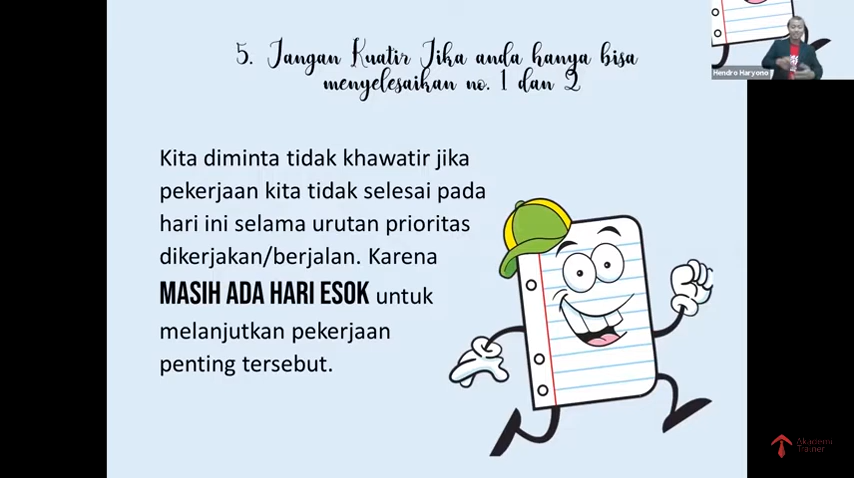 5. Jangan Kuatir Jika anda hanya bisa
menyelesaikan no. 1 dan 2
Hendro Haryono
Kita diminta tidak khawatir jika
pekerjaan kita tidak selesai pada
hari ini selama urutan prioritas
dikerjakan/berjalan. Karena
MASIH ADA HARI ESOK untuk
melanjutkan pekerjaan
penting tersebut.
Akademi
Trainer